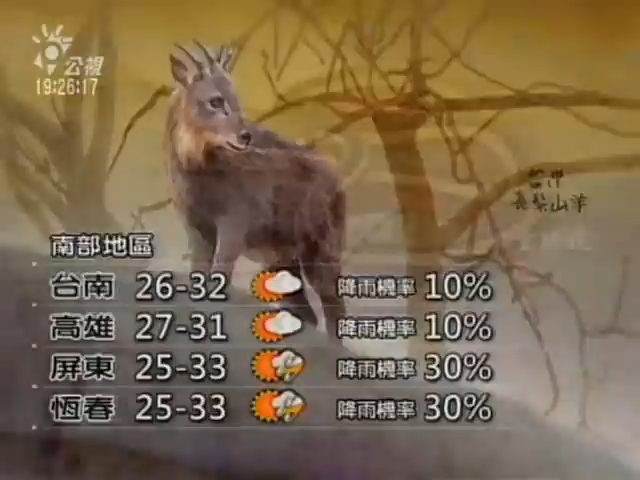 公視
19:26:17
長鬃山羊
南部地區
台南 26-32 降雨機率 10%
高雄 27-31 降雨機率 10%
屏東 25-33 降雨機率 30%
恆春 25-33 降雨機率 30%